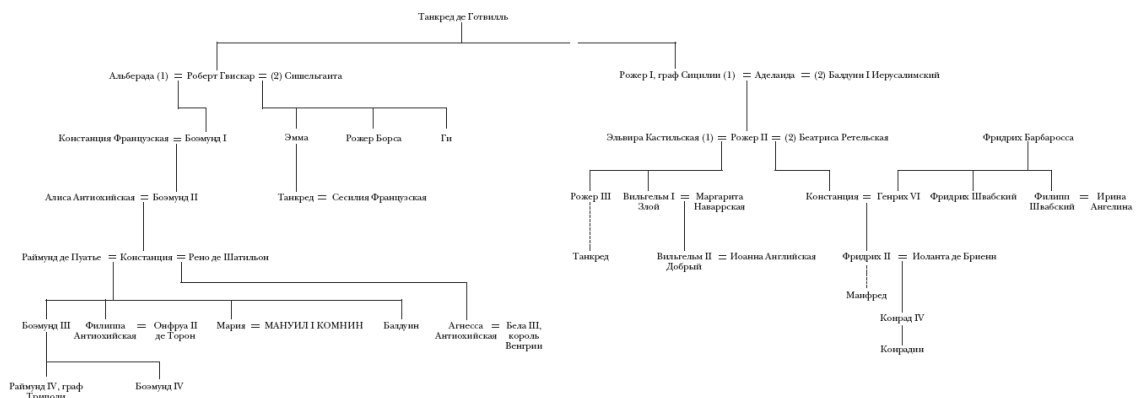 Танкред де Готвилль
Альберада (1) = Роберт Гвискар = (2) Сишельгаита
Рожер I, граф Сицилии (1) = Аделаида = (2) Балдуин I Иерусалимский
Констанция Французская = Боэмунд I
Эмма
Рожер Борса
Ги
Эльвира Кастильская (1) = Рожер II = (2) Беатриса Ретельская
Фридрих Барбаросса
Алиса Антиохийская = Боэмунд II
Танкред = Сесилия Французская
Рожер III
Вильгельм I
Злой
=
Маргарита
Наваррская
Констанция = Генрих VI
Фридрих Швабский
Филипп
Швабский
=
Ирина
Ангелина
Раймунд де Пуатье = Констанция = Рено де Шатильон
Танкред
Вильгельм II
Добрый
= Иоанна Английская
Фридрих II = Иоланта де Бриенн
Манфред
Боэмунд III
Филиппа
Антиохийская
=
Онфруа II
де Торон
Мария = МАНУИЛ I КОМНИН
Балдуин
Агнесса
Антиохийская
=
Бела III,
король
Венгрии
Конрад IV
Конрадин
Раймунд IV, граф
Триполи
Боэмунд IV